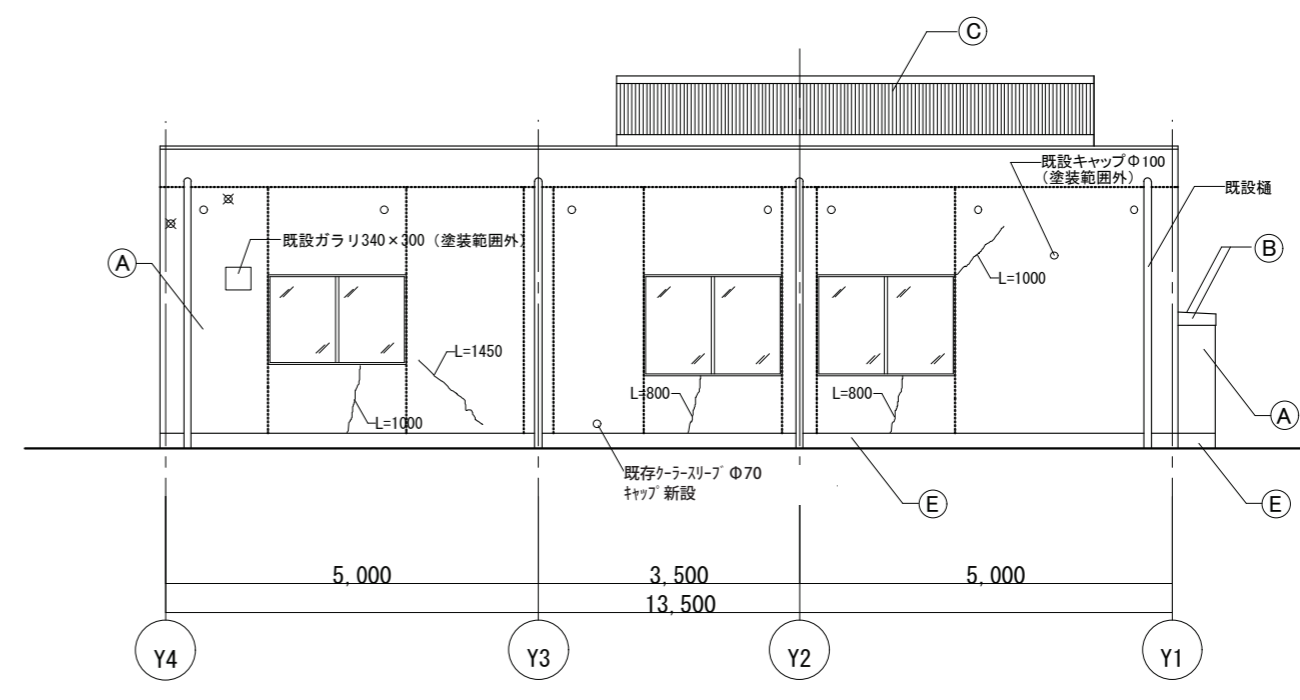 C
既設キャップΦ100
（塗装範囲外）
既設樋
既設ガラリ340×300（塗装範囲外）
A
B
L=1000
L=1450
L=1000
L=800
L=800
A
既存ｸｰﾗｰｽﾘｰﾌﾞ Φ70
ｷｬｯﾌﾟ 新設
E
E
5,000
3,500
5,000
13,500
Y4
Y3
Y2
Y1